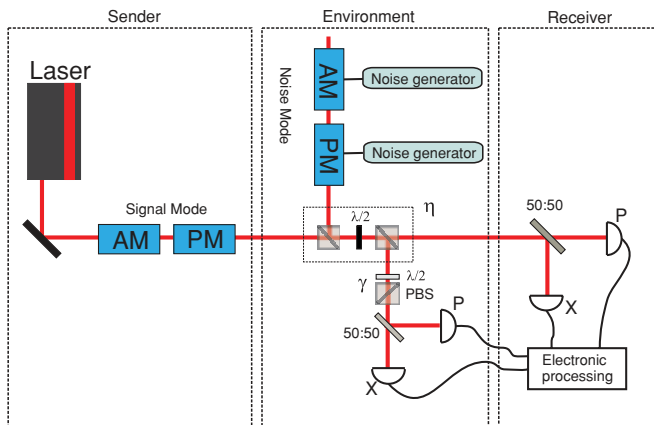 Sender
Environment
Receiver
Laser
Signal Mode
AM
PM
Noise Mode
AM
Noise generator
PM
Noise generator
λ/2
η
γ
λ/2
PBS
50:50
P
X
50:50
P
X
Electronic
processing